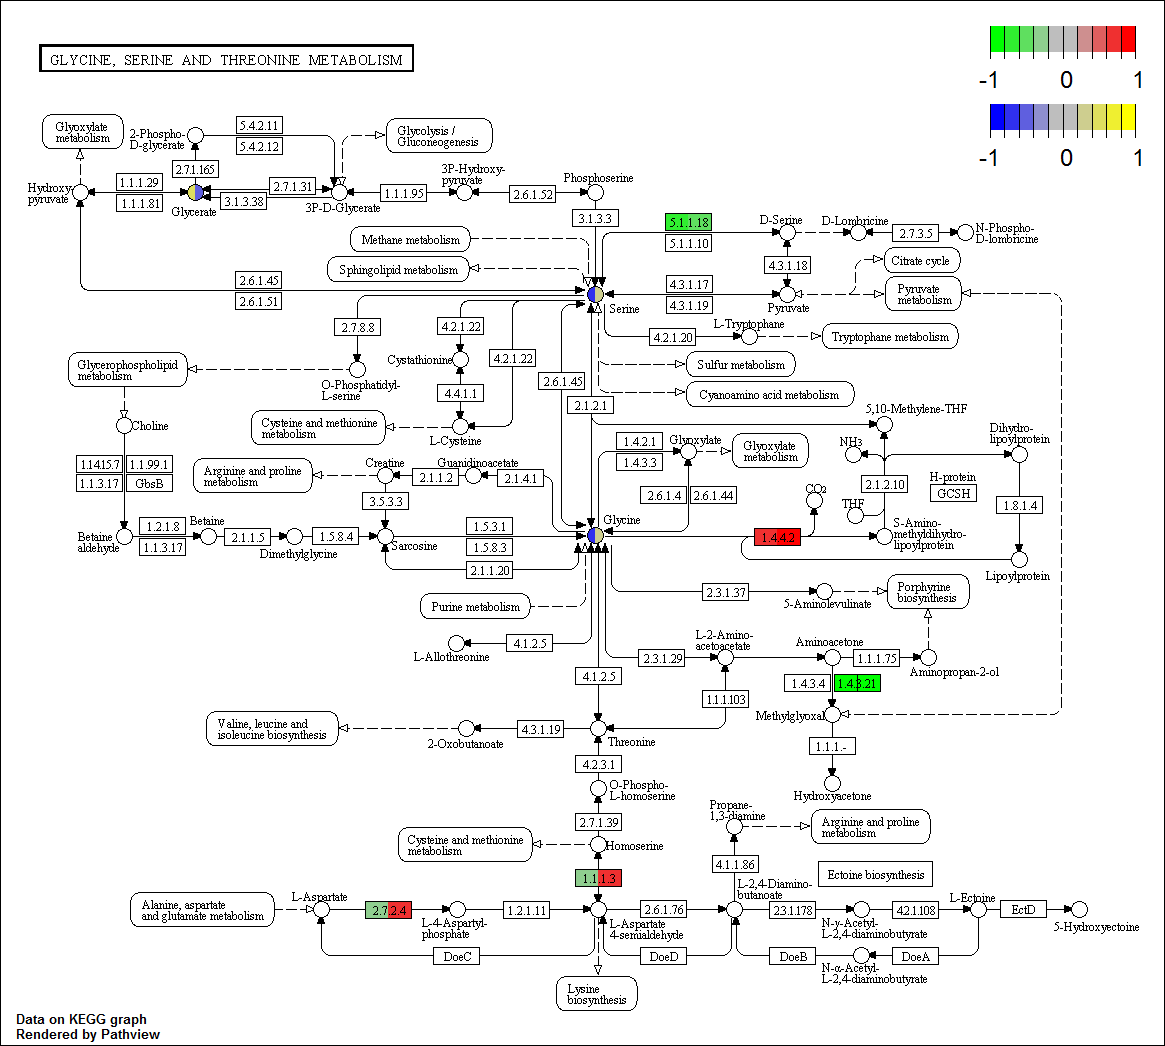 GLYCINE, SERINE AND THREONINE METABOLISM
-1 0 1
-1 0 1
Glyoxylate
metabolism
2-Phospho-
D-glycerate
5.4.2.11
5.4.2.12
Glycolysis /
Gluconeogenesis
2.7.1.165
Hydroxy
pyruvate
1.1.1.29
1.1.1.81
Glycerate
2.7.1.31
3.1.3.38
3P-D-Glycerate
1.1.1.95
3P-Hydroxy-
pyruvate
2.6.1.52
Phosphoserine
3.1.3.3
Methane metabolism
Sphingolipid metabolism
5.1.1.18
5.1.1.10
D-Serine
D-Lombricine
2.7.3.5
N-Phospho-
D-lombricine
4.3.1.18
Citrate cycle
2.6.1.45
2.6.1.51
Serine
4.3.1.17
4.3.1.19
Pyruvate
Pyruvate
metabolism
2.7.8.8
4.2.1.22
4.2.1.20
L-Tryptophane
Tryptophane metabolism
Cystathionine
4.2.1.22
Sulfur metabolism
Glycerophospholipid
metabolism
O-Phosphatidyl-
L-serine
4.4.1.1
2.6.1.45
2.1.2.1
Cyanoamino acid metabolism
Choline
Cysteine and methionine
metabolism
L-Cysteine
5,10-Methylene-THF
1.4.2.1
1.4.3.3
Glyoxylate
Glyoxylate
metabolism
NH3
Dihydro-
lipoylprotein
1.14.15.7
1.1.99.1
1.1.3.17
GbsB
Arginine and proline
metabolism
Creatine
2.1.1.2
Guanidinoacetate
2.1.4.1
2.6.1.4
2.6.1.44
CO2
THF
2.1.2.10
H-protein
GCSH
1.8.1.4
3.5.3.3
Betaine
aldehyde
1.2.1.8
1.1.3.17
Betaine
2.1.1.5
Dimethylglycine
1.5.8.4
Sarcosine
1.5.3.1
1.5.8.3
2.1.1.20
Glycine
1.4.4.2
S-Amino-
methyldihydro-
lipoylprotein
Lipoylprotein
Purine metabolism
2.3.1.37
5-Aminolevulinate
Porphyrine
biosynthesis
L-Allothreonine
4.1.2.5
2.3.1.29
L-2-Amino-
acetoacetate
Aminoacetone
1.1.1.75
Aminopropan-2-ol
4.1.2.5
1.1.1.103
1.4.3.4
1.4.3.21
Valine, leucine and
isoleucine biosynthesis
2-Oxobutanoate
4.3.1.19
Threonine
Methylglyoxal
1.1.1.-
4.2.3.1
Hydroxyacetone
O-Phospho-
L-homoserine
2.7.1.39
Propane-
1,3-diamine
Arginine and proline
metabolism
Cysteine and methionine
metabolism
Homoserine
4.1.1.86
Ectoine biosynthesis
1.1.1.3
Alanine, aspartate
and glutamate metabolism
L-Aspartate
2.7.2.4
L-4-Aspartyl-
phosphate
1.2.1.11
L-Aspartate
4-semialdehyde
2.6.1.76
L-2,4-Diamino-
butanoate
2.3.1.178
N-γ-Acetyl-
L-2,4-diaminobutyrate
4.2.1.108
L-Ectoine
EctD
5-Hydroxyectoine
DoeC
DoeD
DoeB
N-α-Acetyl-
L-2,4-diaminobutyrate
DoeA
Lysine
biosynthesis
Data on KEGG graph
Rendered by Pathview